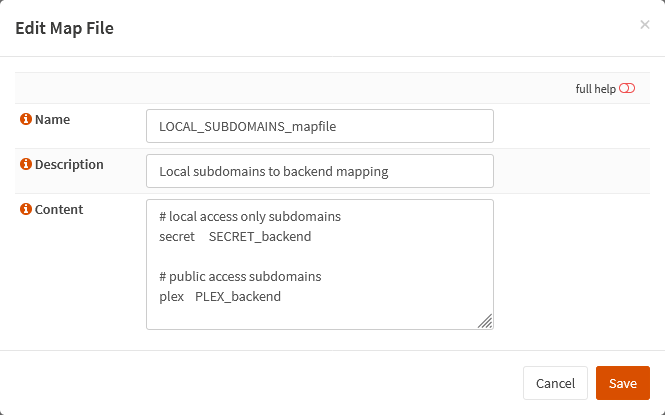 Edit Map File
×
full help
Name
LOCAL_SUBDOMAINS_mapfile
Description
Local subdomains to backend mapping
Content
# local access only subdomains
secret    SECRET_backend

# public access subdomains
plex    PLEX_backend
Cancel
Save